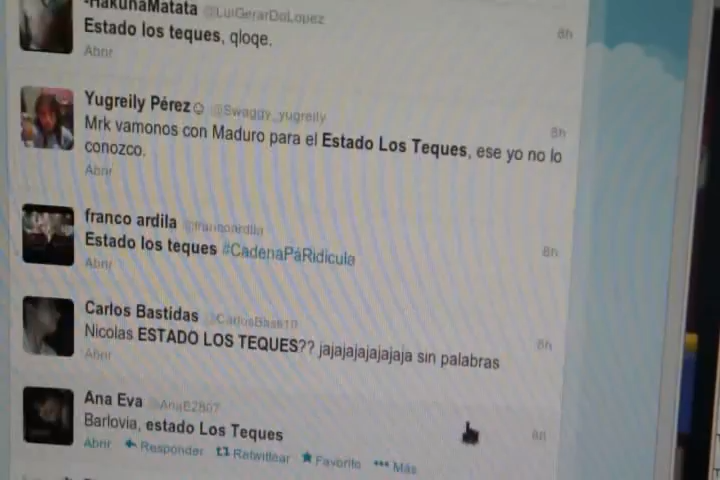 -HakunaMatata @LuiGerarDoLopez
8h
Estado los teques, qloqe.
Abrir
Yugreily Pérez☺ @Swaggy_yugreily
8h
Mrk vamonos con Maduro para el Estado Los Teques, ese yo no lo
conozco.
Abrir
franco ardila @francoardila
8h
Estado los teques #CadenaPaRidicula
Abrir
Carlos Bastidas
8h
Nicolas ESTADO LOS TEQUES?? jajajajajajajaja sin palabras
Abrir
Ana Eva @AnaE2807
8h
Barlovia, estado Los Teques
Abrir Responder Retwittear Favorito Más